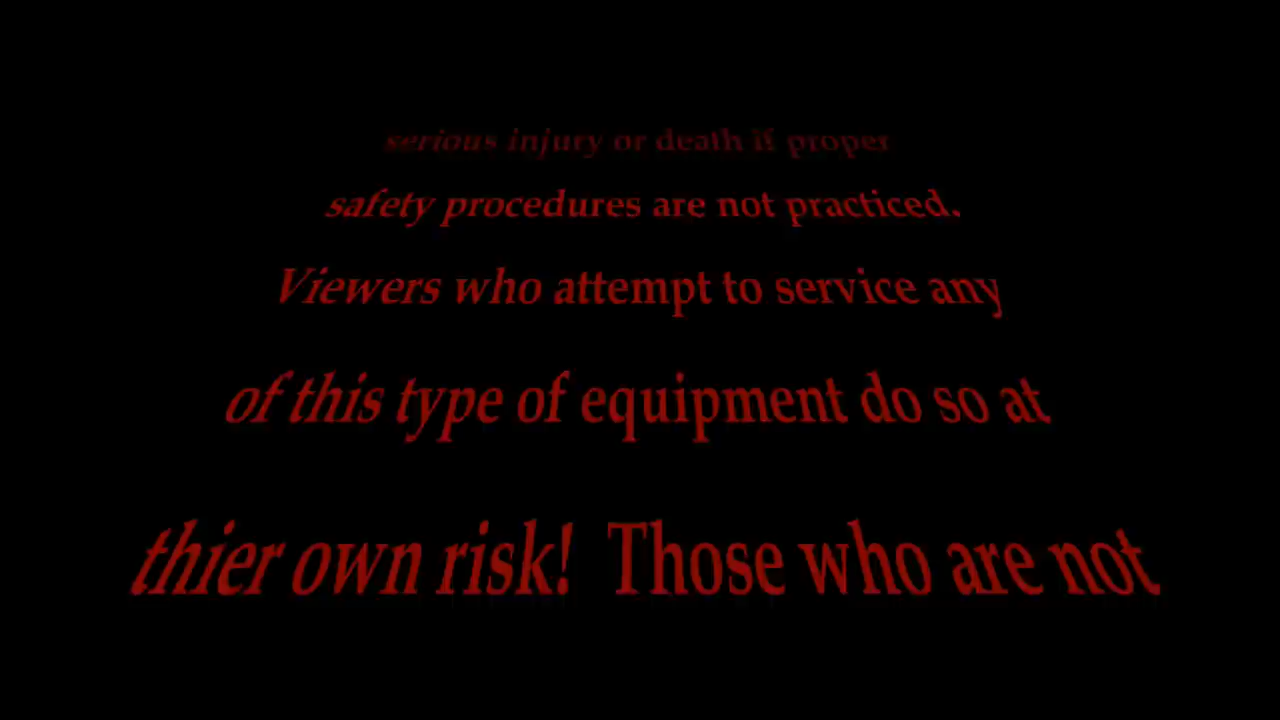 serious injury or death if proper
safety procedures are not practiced.
Viewers who attempt to service any
of this type of equipment do so at
thier own risk!  Those who are not